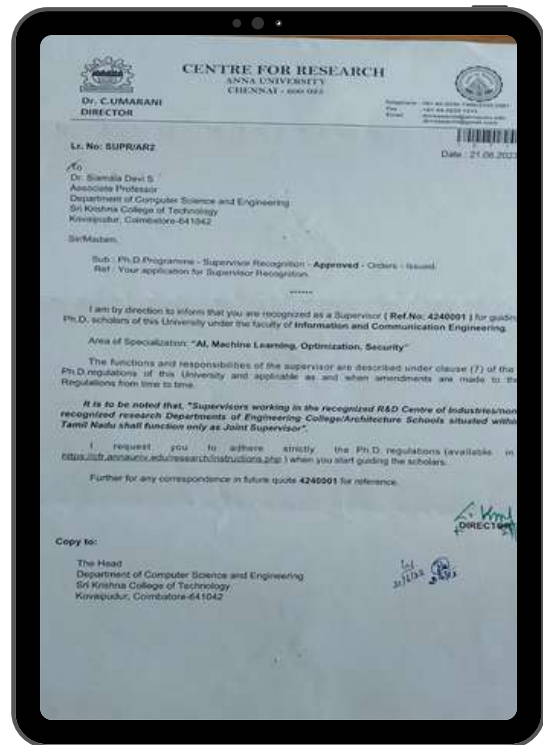 CENTRE FOR RESEARCH
ANNA UNIVERSITY
CHENNAI - 600 025
Dr. C.UMARANI
DIRECTOR
Lr. No: SUPR/AR2
Date : 21.06.202
To
Dr. Siamala Devi S
Associate Professor
Department of Computer Science and Engineering
Sri Krishna College of Technology
Kovaipudur, Coimbatore-641042
Sir/Madam,
Sub : Ph.D.Programme - Supervisor Recognition - Approved - Orders - Issued.
Ref : Your application for Supervisor Recognition.
******
I am by direction to inform that you are recognized as a Supervisor ( Ref.No: 4240001 ) for guiding
Ph.D. scholars of this University under the faculty of Information and Communication Engineering.
Area of Specialization: "AI, Machine Learning, Optimization, Security"
The functions and responsibilities of the supervisor are described under clause (7) of the
Ph.D.regulations of this University and applicable as and when amendments are made to the
Regulations from time to time.
It is to be noted that, "Supervisors working in the recognized R&D Centre of Industries/non
recognized research Departments of Engineering College/Architecture Schools situated within
Tamil Nadu shall function only as Joint Supervisor".
I request you to adhere strictly the Ph.D. regulations (available in
https://cfr.annauniv.edu/research/instructions.php ) when you start guiding the scholars.
Further for any correspondence in future quote 4240001 for reference.
DIRECTOR
Copy to:
The Head
Department of Computer Science and Engineering
Sri Krishna College of Technology
Kovaipudur, Coimbatore-641042